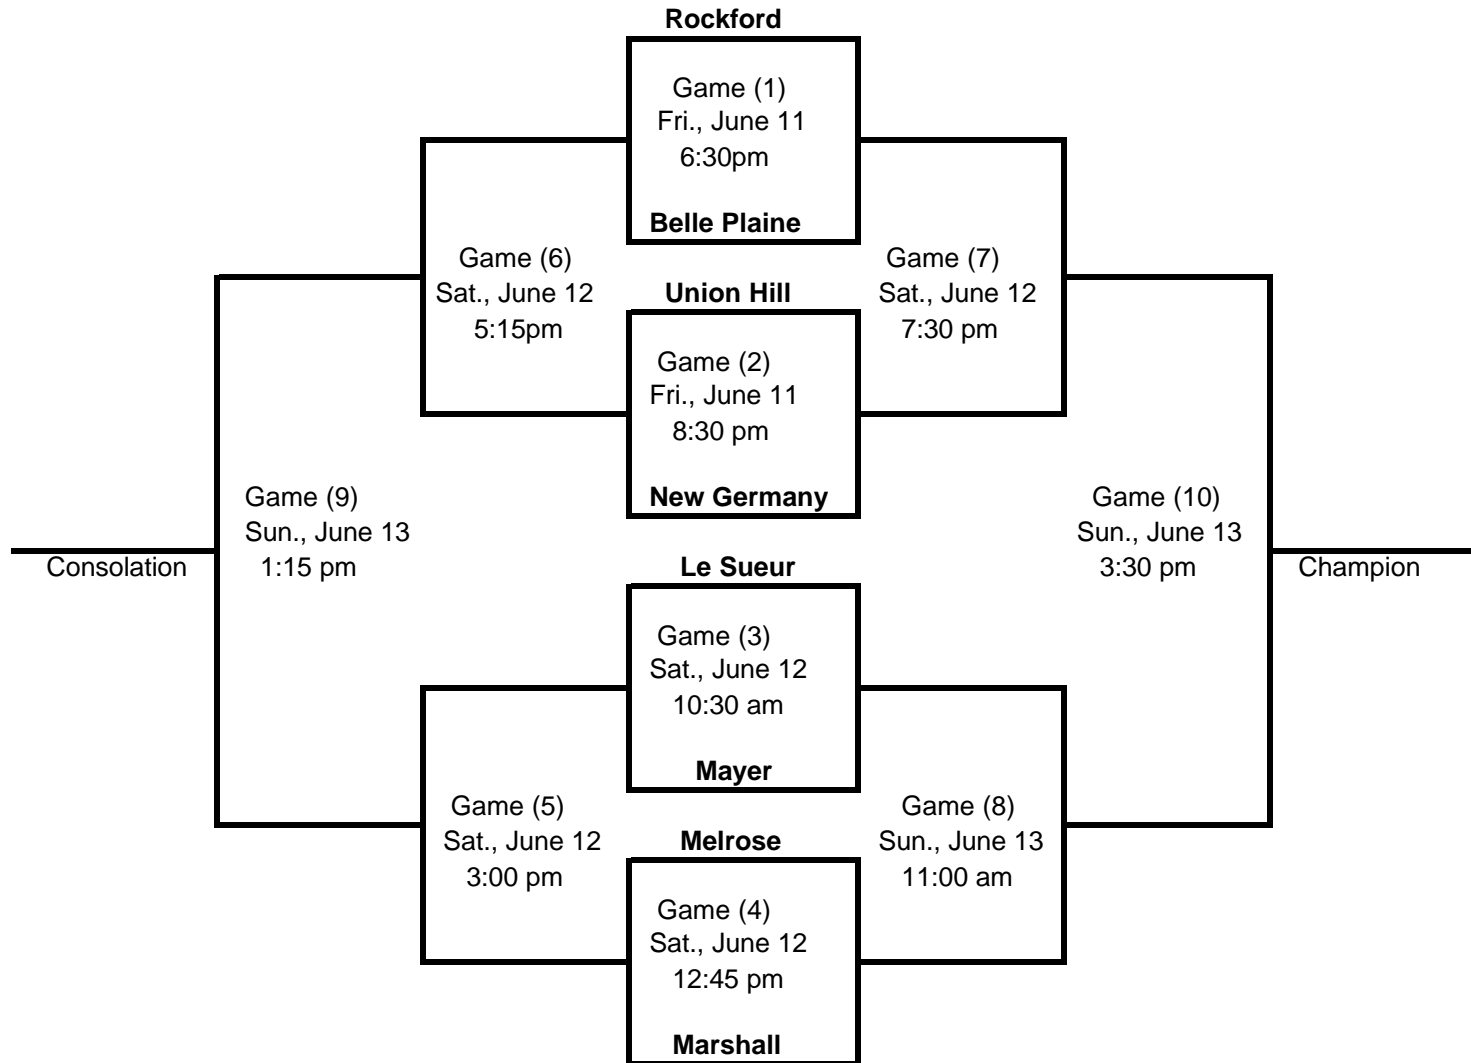 Rockford
Game (1)
Fri., June 11
6:30pm
Belle Plaine
Game (6)
Sat., June 12
5:15pm
Game (7)
Sat., June 12
7:30 pm
Union Hill
Game (2)
Fri., June 11
8:30 pm
New Germany
Game (9)
Sun., June 13
1:15 pm
Consolation
Game (10)
Sun., June 13
3:30 pm
Champion
Le Sueur
Game (3)
Sat., June 12
10:30 am
Mayer
Game (5)
Sat., June 12
3:00 pm
Game (8)
Sun., June 13
11:00 am
Melrose
Game (4)
Sat., June 12
12:45 pm
Marshall